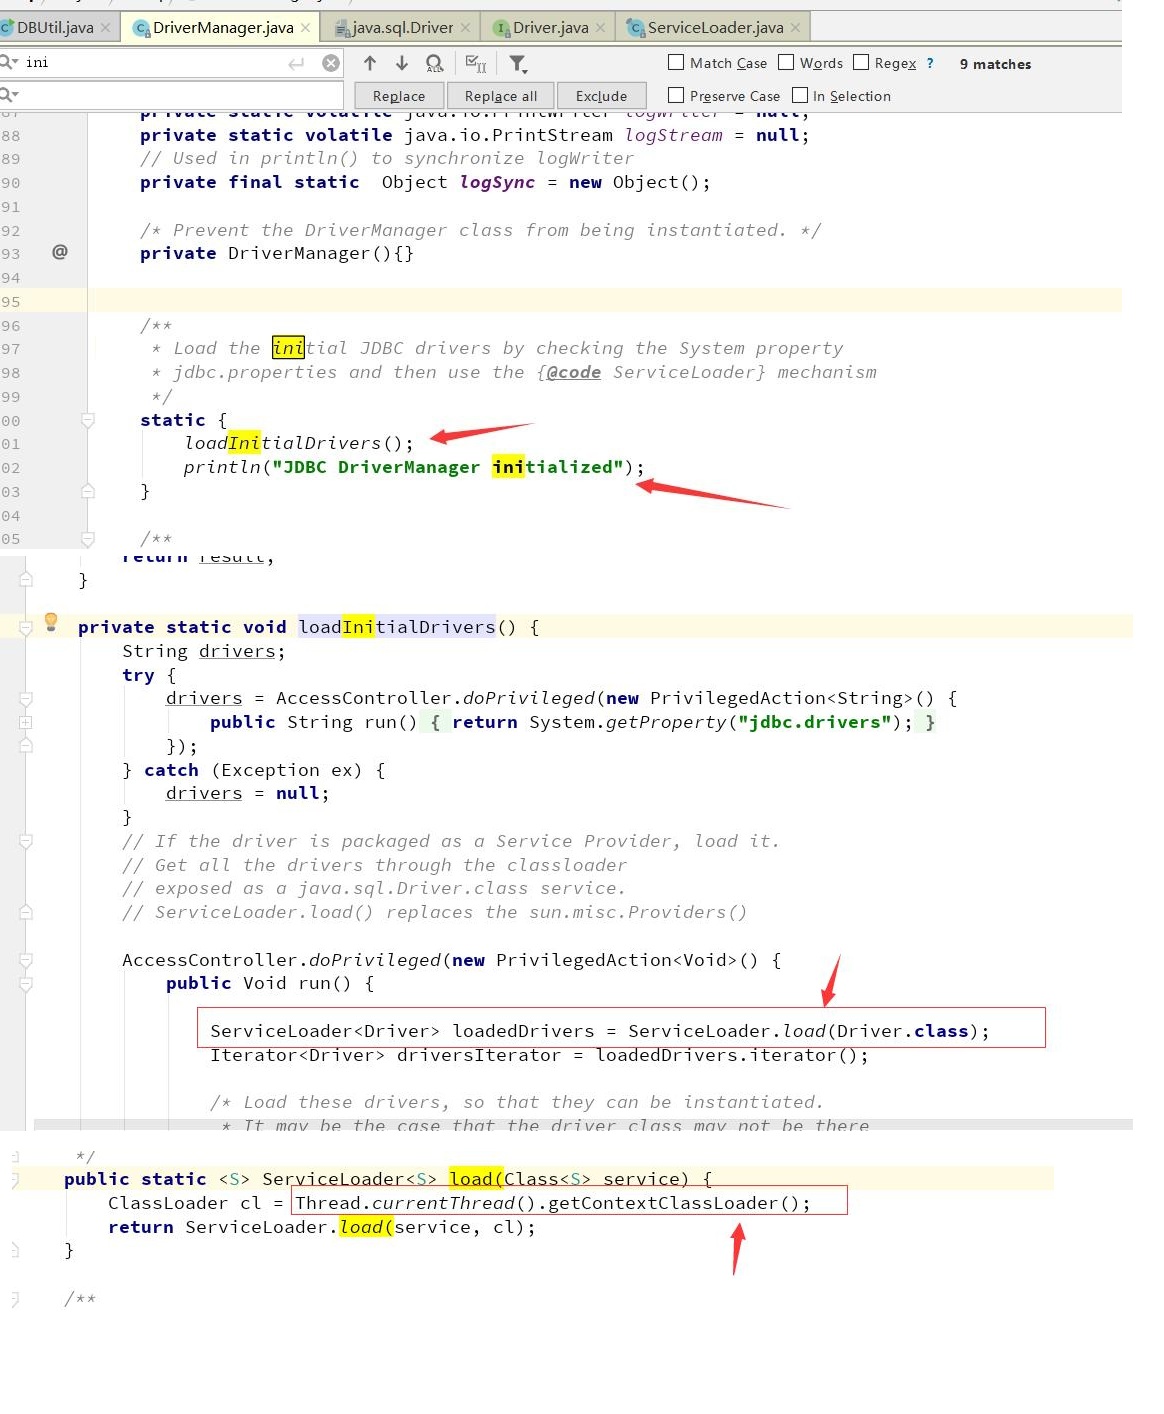 DBUtil.java
DriverManager.java
java.sql.Driver
Driver.java
ServiceLoader.java
ini
Match Case
Words
Regex
?
9 matches
Replace
Replace all
Exclude
Preserve Case
In Selection
private static volatile java.io.PrintWriter logWriter = null;
88 private static volatile java.io.PrintStream logStream = null;
89 // Used in println() to synchronize logWriter
90 private final static  Object logSync = new Object();
91
92 /* Prevent the DriverManager class from being instantiated. */
93 @ private DriverManager(){}
94
95
96 /**
97 * Load the initial JDBC drivers by checking the System property
98 * jdbc.properties and then use the {@code ServiceLoader} mechanism
99 */
00 static {
01 loadInitialDrivers();
02 println("JDBC DriverManager initialized");
03 }
04
05 /**
return result;
}
private static void loadInitialDrivers() {
String drivers;
try {
drivers = AccessController.doPrivileged(new PrivilegedAction<String>() {
public String run() { return System.getProperty("jdbc.drivers"); }
});
} catch (Exception ex) {
drivers = null;
}
// If the driver is packaged as a Service Provider, load it.
// Get all the drivers through the classloader
// exposed as a java.sql.Driver.class service.
// ServiceLoader.load() replaces the sun.misc.Providers()
AccessController.doPrivileged(new PrivilegedAction<Void>() {
public Void run() {
ServiceLoader<Driver> loadedDrivers = ServiceLoader.load(Driver.class);
Iterator<Driver> driversIterator = loadedDrivers.iterator();
/* Load these drivers, so that they can be instantiated.
* It may be the case that the driver class may not be there
*/
public static <S> ServiceLoader<S> load(Class<S> service) {
ClassLoader cl = Thread.currentThread().getContextClassLoader();
return ServiceLoader.load(service, cl);
}
/**